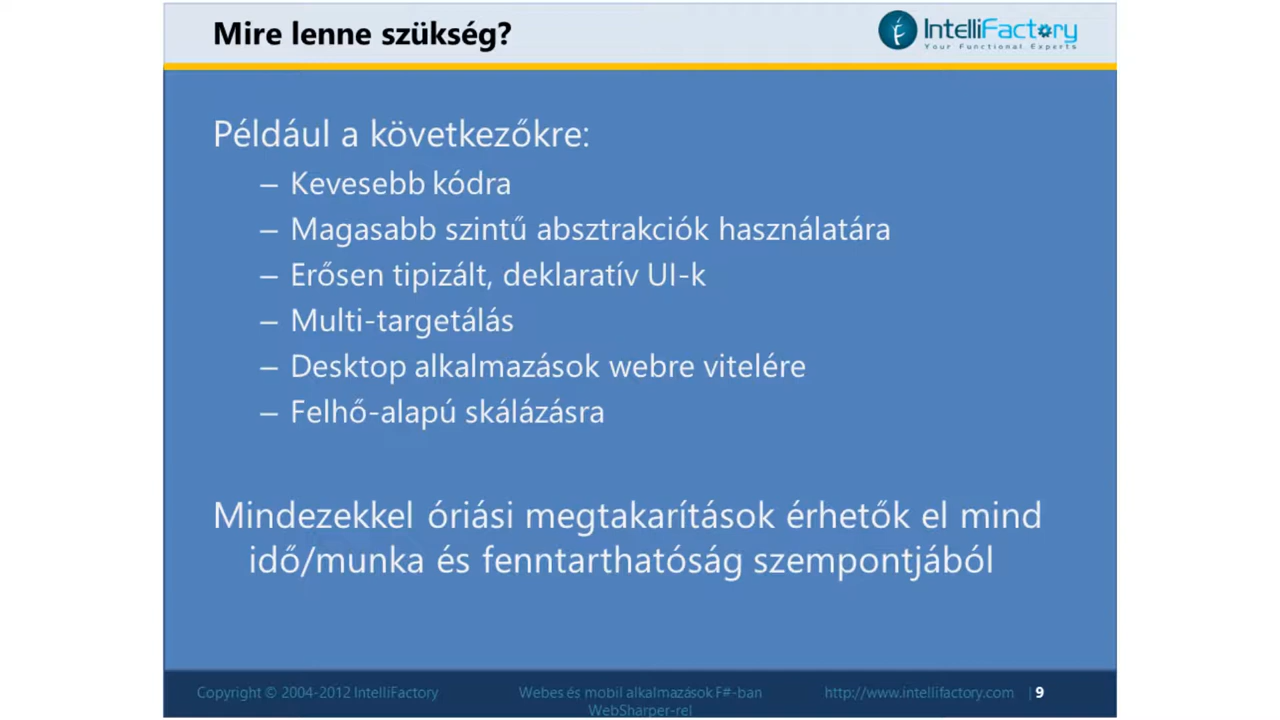 Mire lenne szükség?
IntelliFactory
Your Functional Experts
Például a következőkre:
– Kevesebb kódra
– Magasabb szintű absztrakciók használatára
– Erősen tipizált, deklaratív UI-k
– Multi-targetálás
– Desktop alkalmazások webre vitelére
– Felhő-alapú skálázásra
Mindezekkel óriási megtakarítások érhetők el mind
idő/munka és fenntarthatóság szempontjából
Copyright © 2004-2012 IntelliFactory
Webes és mobil alkalmazások F#-ban
WebSharper-rel
http://www.intellifactory.com | 9